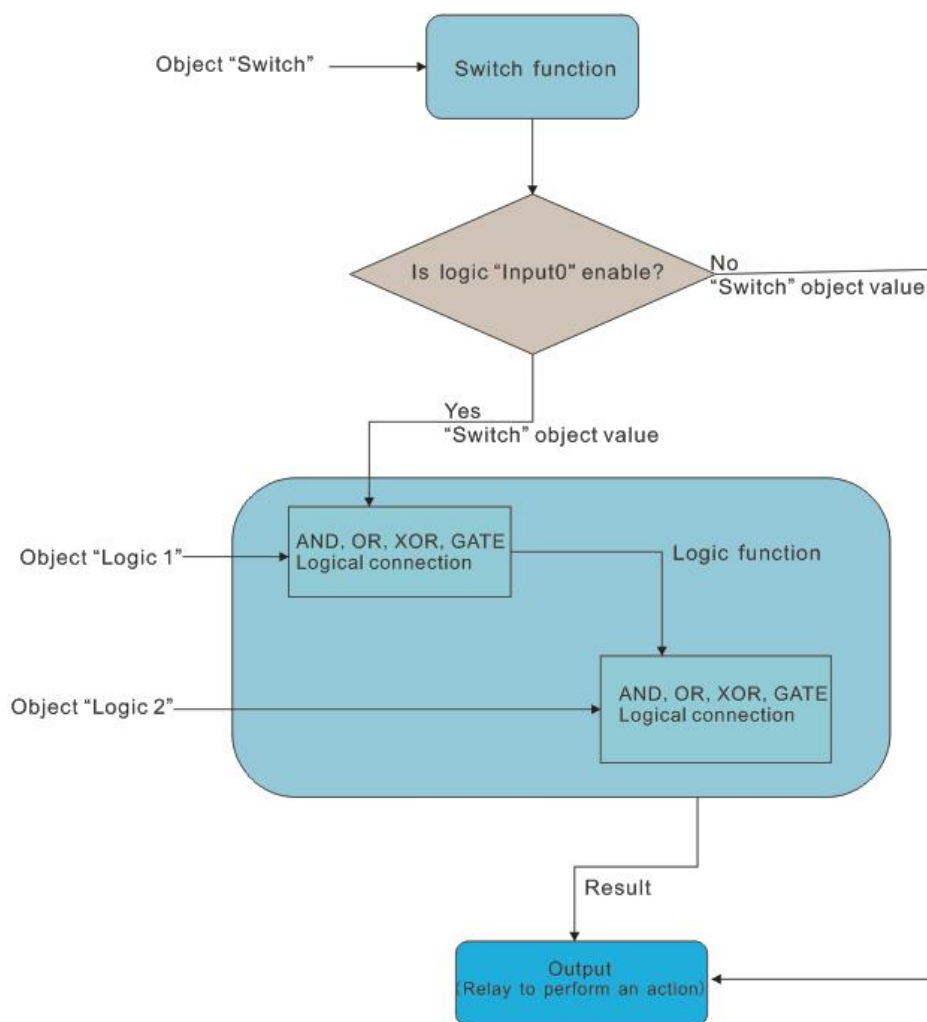 Object “Switch”
Switch function
Is logic “Input0" enable?
No
“Switch” object value
Yes
“Switch” object value
AND, OR, XOR, GATE
Logical connection
Object “Logic 1”
Logic function
AND, OR, XOR, GATE
Logical connection
Object “Logic 2”
Result
Output
(Relay to perform an action)